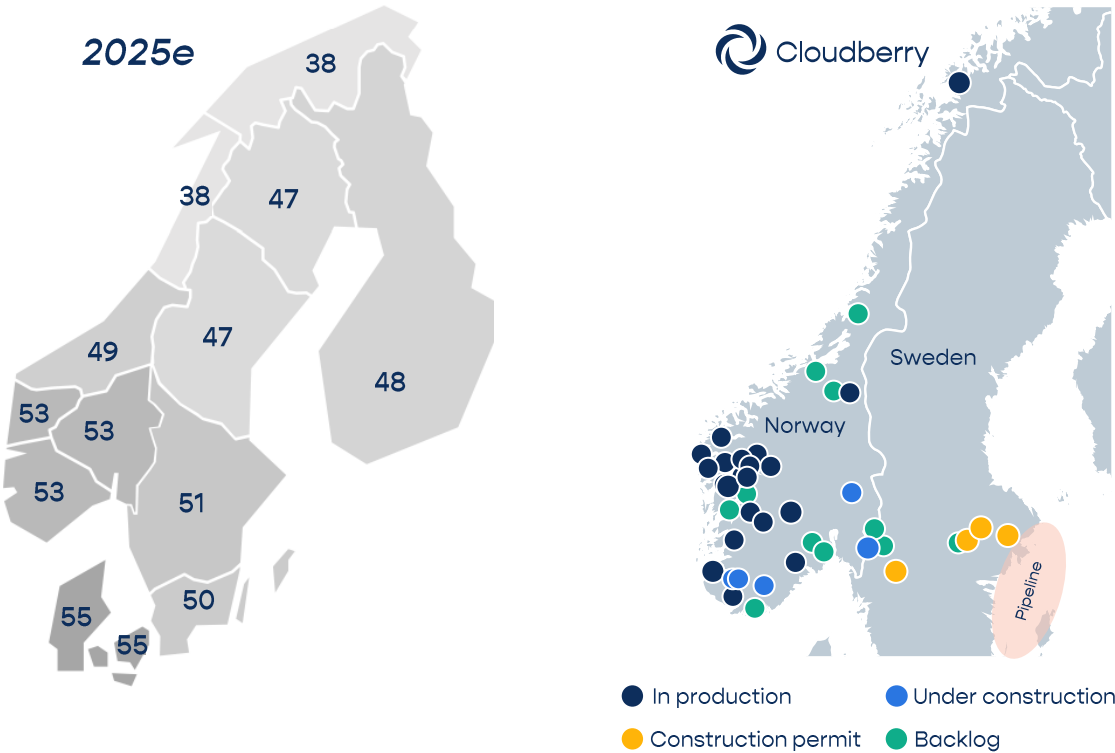 2025e
38
38
47
47
49
48
53
53
53
51
50
55
55
Cloudberry
Sweden
Norway
Pipeline
In production
Under construction
Construction permit
Backlog